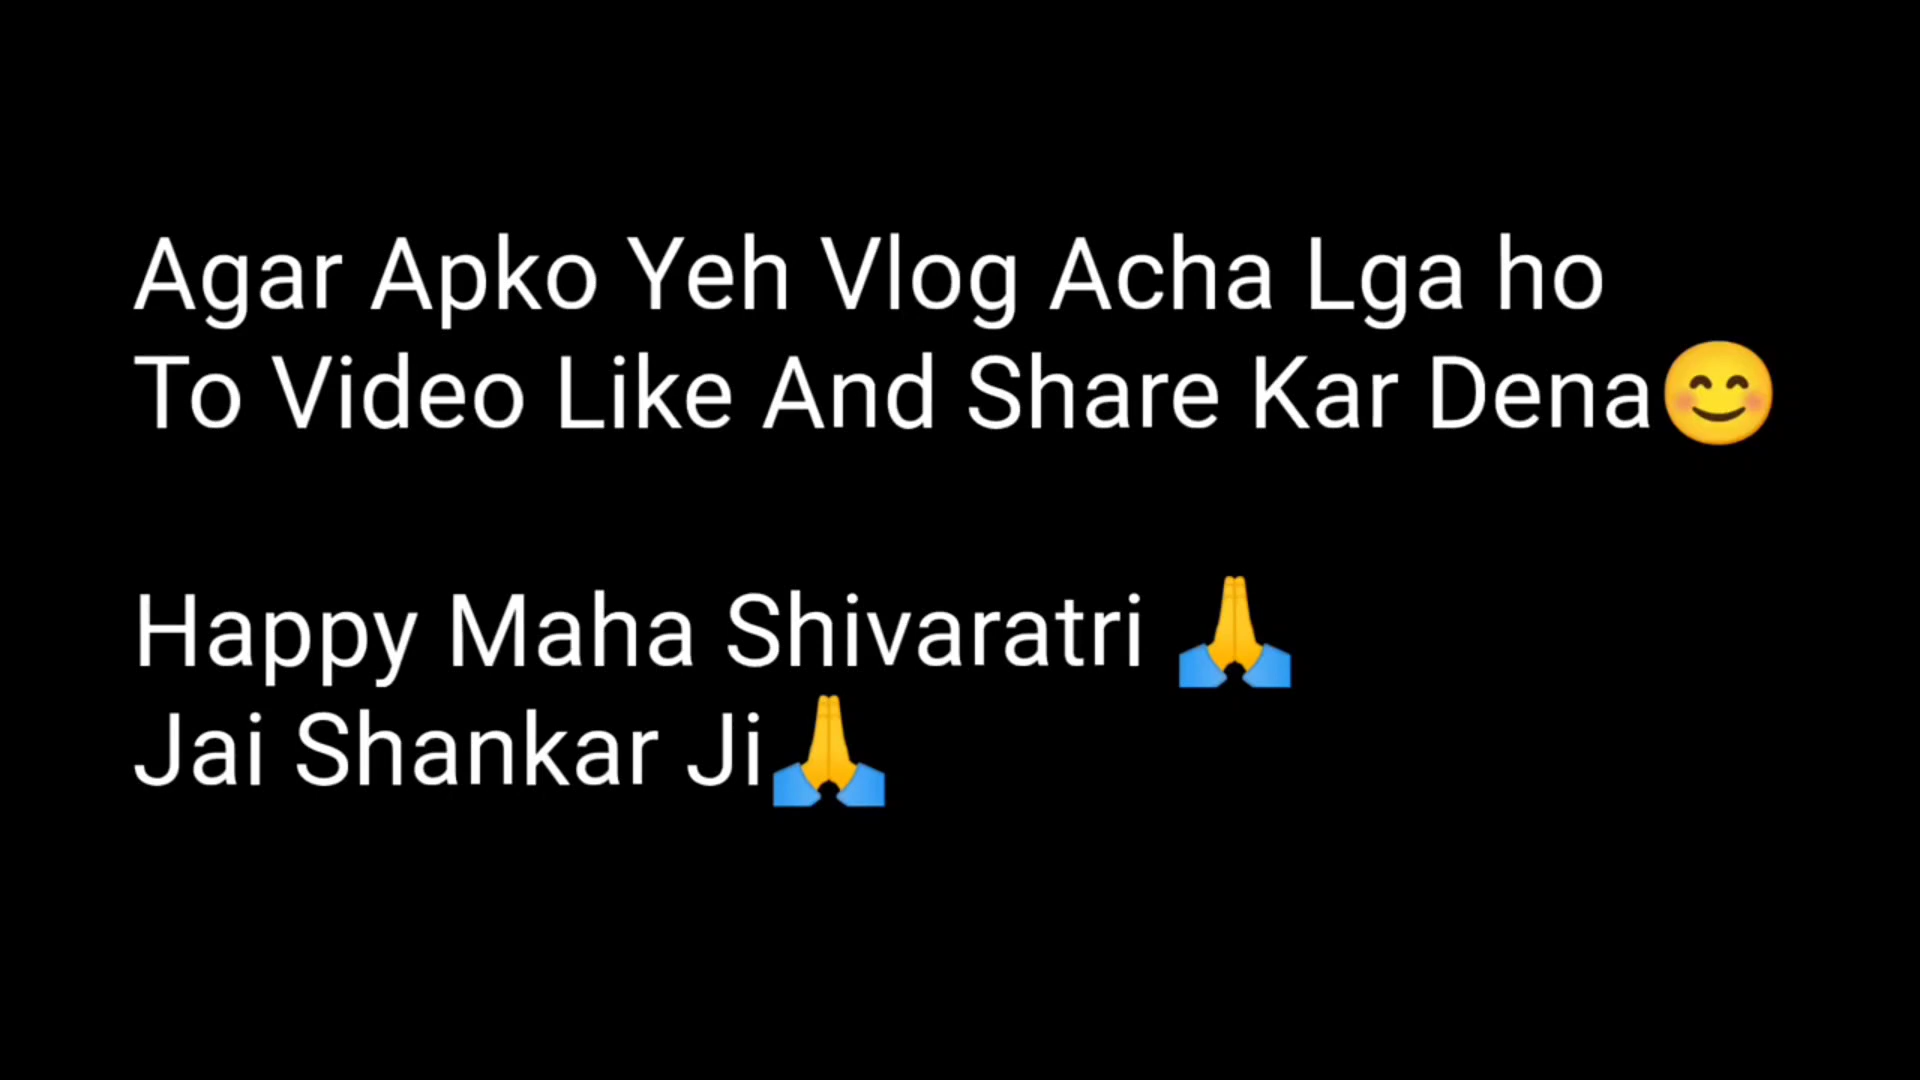 Agar Apko Yeh Vlog Acha Lga ho
To Video Like And Share Kar Dena😊
Happy Maha Shivaratri 🙏
Jai Shankar Ji🙏